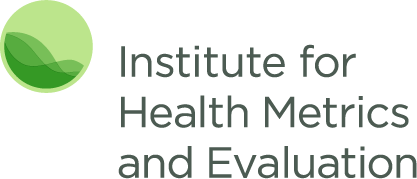 Institute for
Health Metrics
and Evaluation